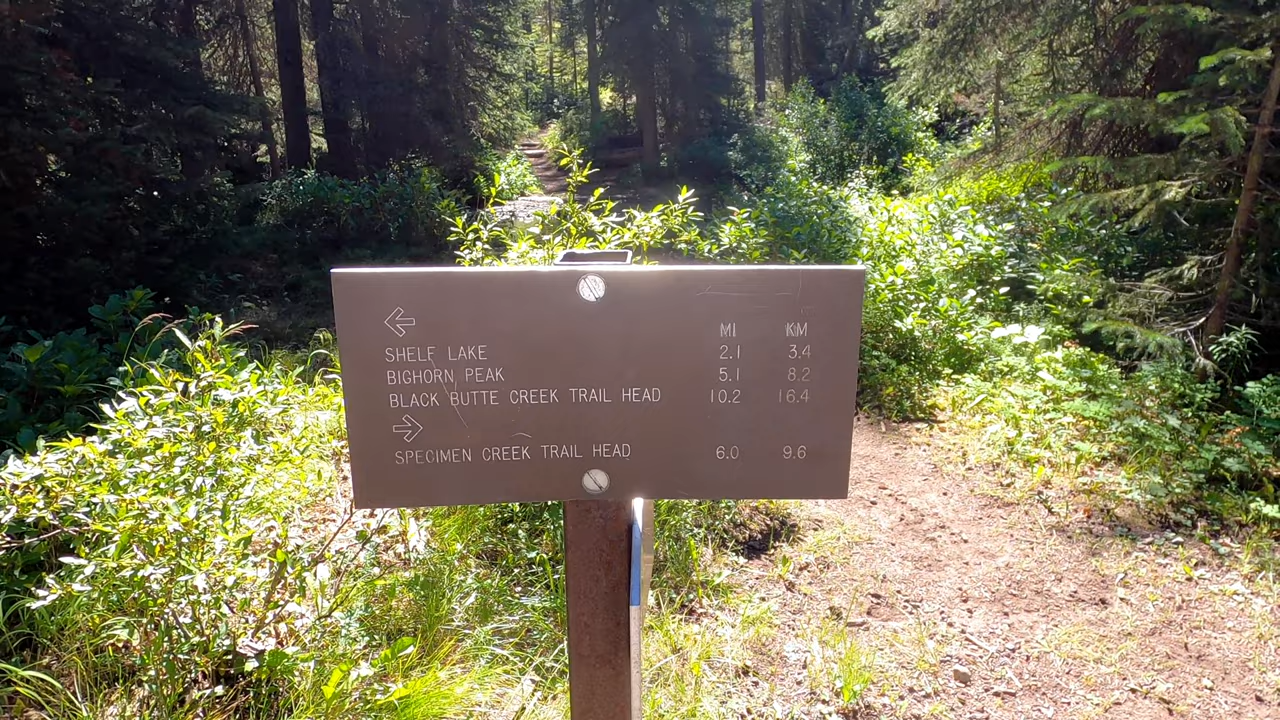 MI KM
SHELF LAKE 2.1 3.4
BIGHORN PEAK 5.1 8.2
BLACK BUTTE CREEK TRAIL HEAD 10.2 16.4
SPECIMEN CREEK TRAIL HEAD 6.0 9.6